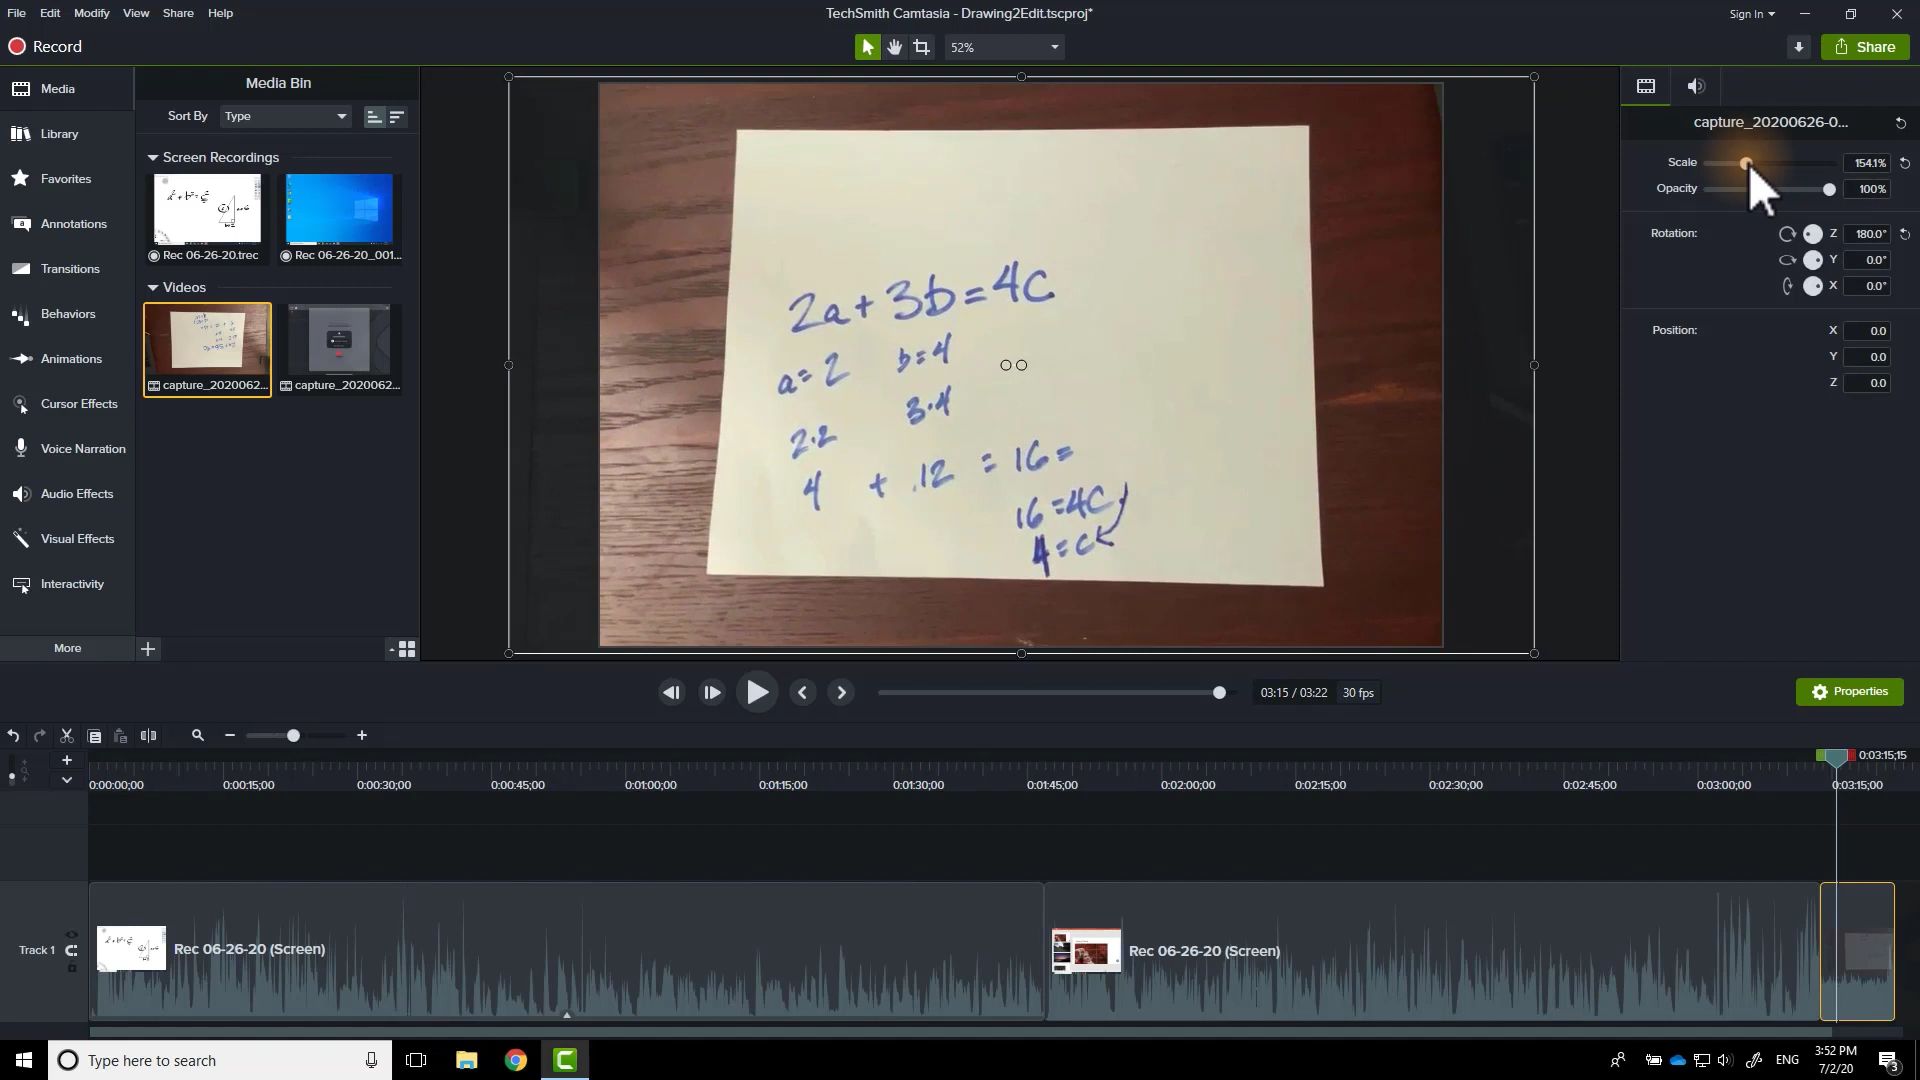 File Edit Modify View Share Help TechSmith Camtasia - Drawing2Edit.tscproj* Sign In
Record 52% Share
Media
Library
Favorites
Annotations
Transitions
Behaviors
Animations
Cursor Effects
Voice Narration
Audio Effects
Visual Effects
Interactivity
More
Media Bin
Sort By Type
Screen Recordings
Rec 06-26-20.trec Rec 06-26-20_001...
Videos
capture_2020062... capture_2020062...
2a+3b=4c
a=2 b=4
3·4
2·2
4 + 12 = 16=
16=4C
4=c
capture_20200626-0...
Scale 154.1%
Opacity 100%
Rotation: Z 180.0°
Y 0.0°
X 0.0°
Position: X 0.0
Y 0.0
Z 0.0
03:15 / 03:22 30 fps
Properties
0:03:15;15
0:00:00;00 0:00:15;00 0:00:30;00 0:00:45;00 0:01:00;00 0:01:15;00 0:01:30;00 0:01:45;00 0:02:00;00 0:02:15;00 0:02:30;00 0:02:45;00 0:03:00;00 0:03:15;00
Track 1 Rec 06-26-20 (Screen) Rec 06-26-20 (Screen)
Type here to search ENG 3:52 PM
7/2/20 3